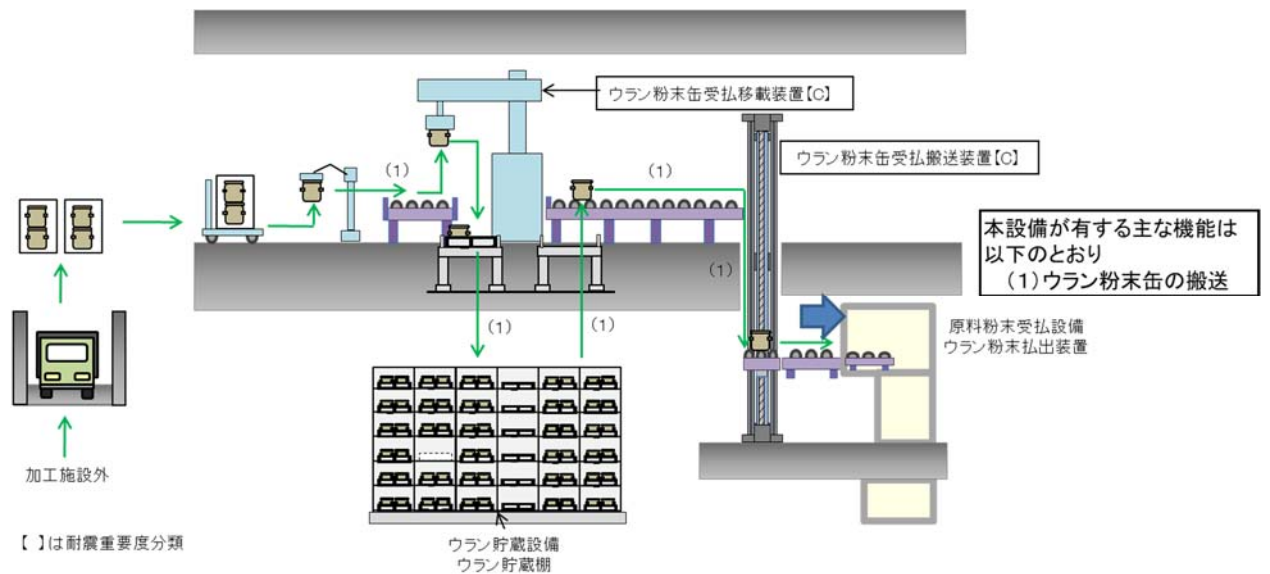 ウラン粉末缶受払移載装置【C】
ウラン粉末缶受払搬送装置【C】
(1)
(1)
(1)
(1)
(1)
本設備が有する主な機能は
以下のとおり
(1)ウラン粉末缶の搬送
原料粉末受払設備
ウラン粉末払出装置
加工施設外
ウラン貯蔵設備
ウラン貯蔵棚
【 】は耐震重要度分類